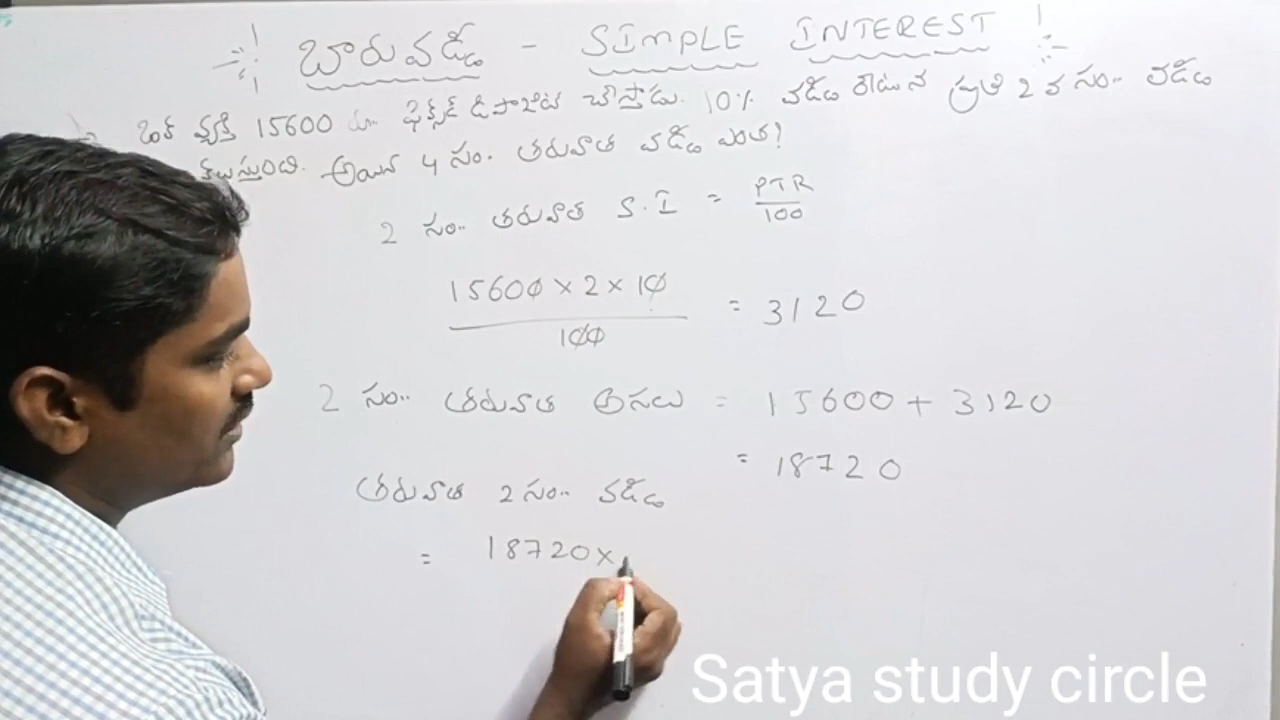 బారువడ్డీ - SIMPLE INTEREST
ఒక వ్యక్తి 15600 రూ.. ఫిక్స్‌డ్ డిపాజిట్ చేస్తాడు. 10% వడ్డీ రేటున ప్రతి 2 వ సం.. వడ్డీ
కలుస్తుంది. అయిన 4 సం. తరువాత వడ్డీ ఎంత?
2 సం.. తరువాత S.I = PTR/100
15600 × 2 × 10 / 100 = 3120
2 సం.. తరువాత అసలు = 15600 + 3120
= 18720
తరువాత 2 సం.. వడ్డీ
= 18720 ×
Satya study circle